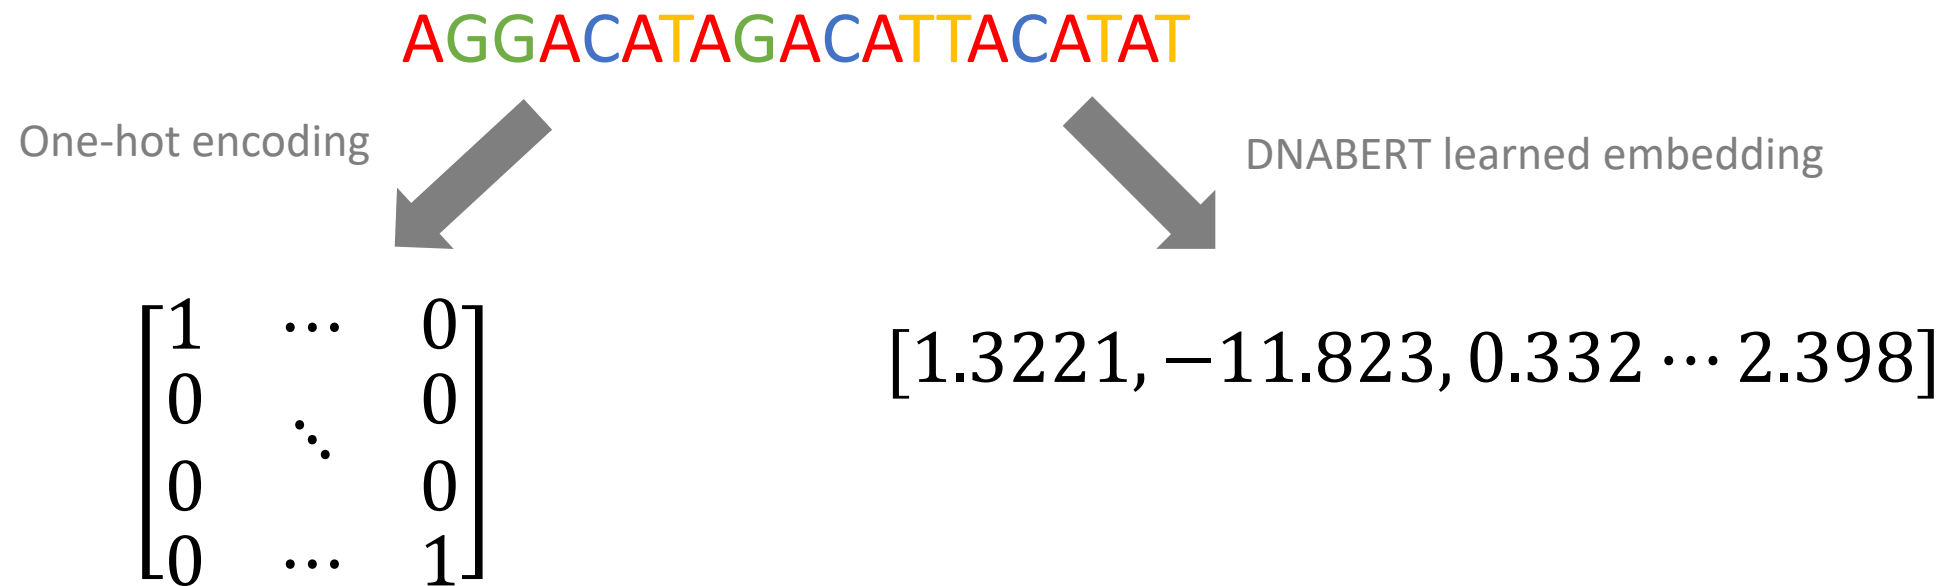 AGGACATAGACATTACATAT
One-hot encoding
DNABERT learned embedding
1 ⋯ 0
0 ⋱ 0
0 0
0 ⋯ 1
[1.3221, −11.823, 0.332 ⋯ 2.398]